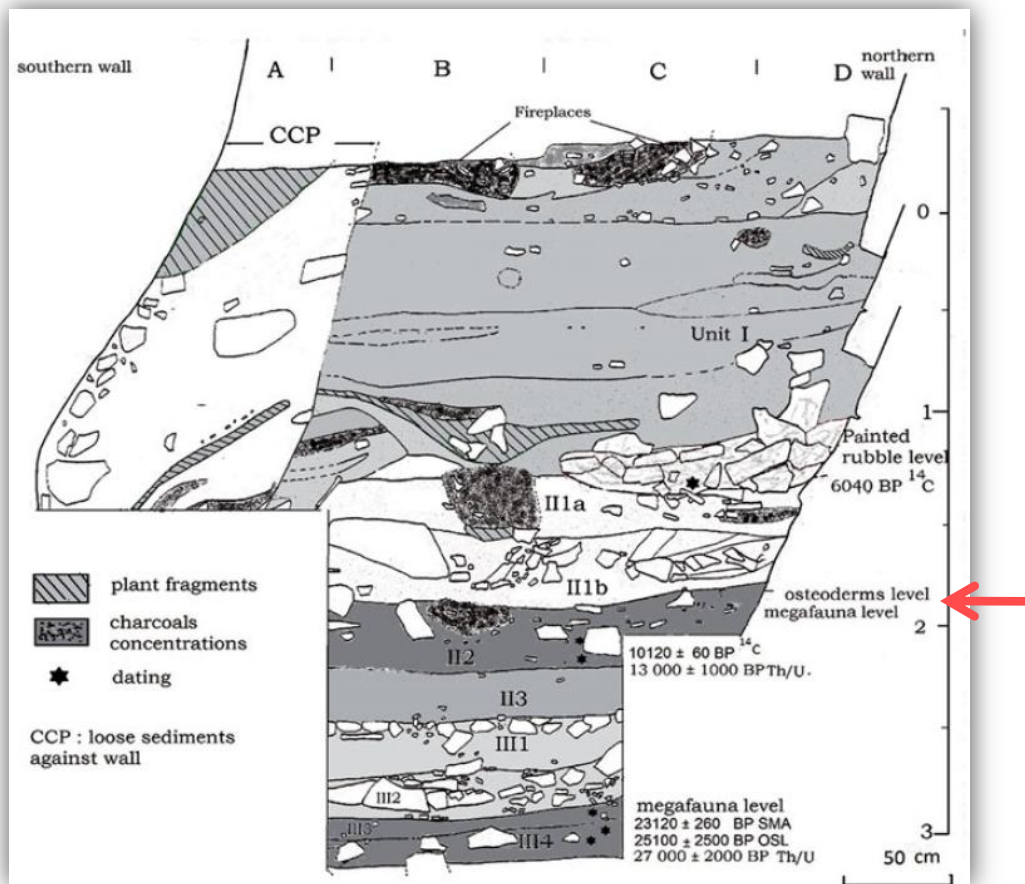 southern wall
A
B
C
D
northern
wall
Fireplaces
CCP
0
Unit I
1
Painted
rubble level
6040 BP 14C
II1a
II1b
osteoderms level
megafauna level
2
10120 ± 60 BP 14C
13 000 ± 1000 BP Th/U.
II2
II3
III1
III2
III3
III4
megafauna level
23120 ± 260 BP SMA
25100 ± 2500 BP OSL
27 000 ± 2000 BP Th/U
3
50 cm
plant fragments
charcoals
concentrations
dating
CCP : loose sediments
against wall